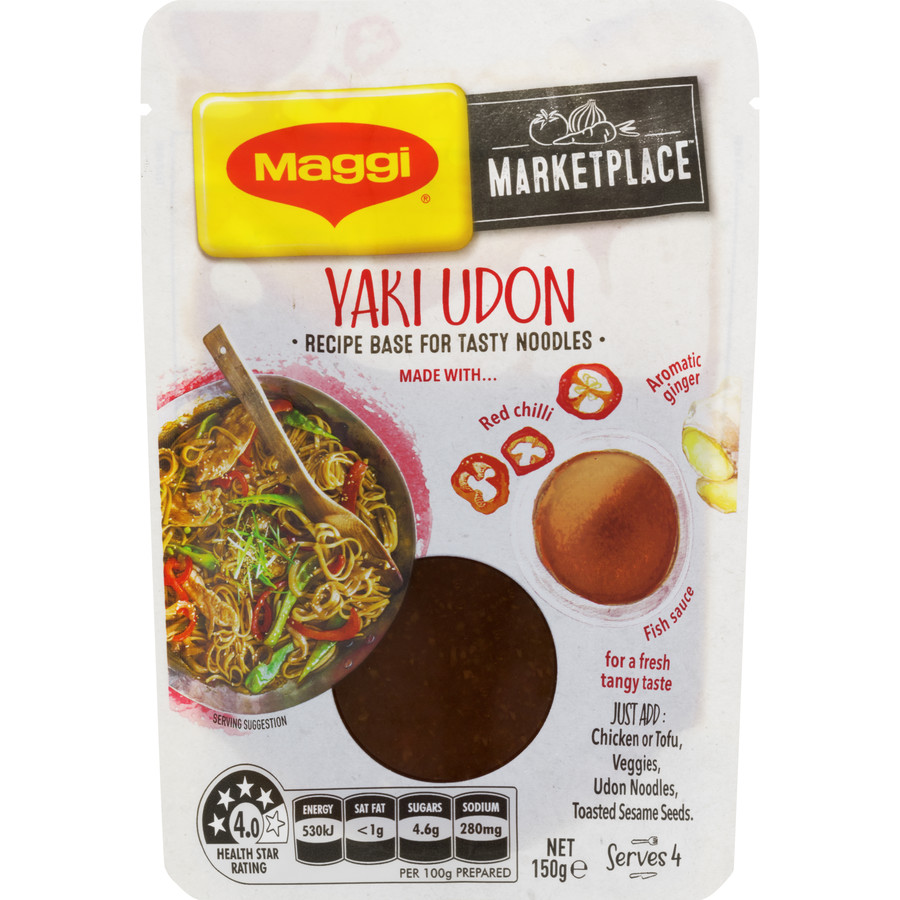 Maggi®
MARKETPLACE™
YAKI UDON
• RECIPE BASE FOR TASTY NOODLES •
MADE WITH...
Red chilli
Aromatic
ginger
Fish sauce
for a fresh
tangy taste
JUST ADD:
Chicken or Tofu,
Veggies,
Udon Noodles,
Toasted Sesame Seeds.
SERVING SUGGESTION
4.0
HEALTH STAR
RATING
ENERGY SAT FAT SUGARS SODIUM
530kJ <1g 4.6g 280mg
PER 100g PREPARED
NET
150g℮
Serves 4